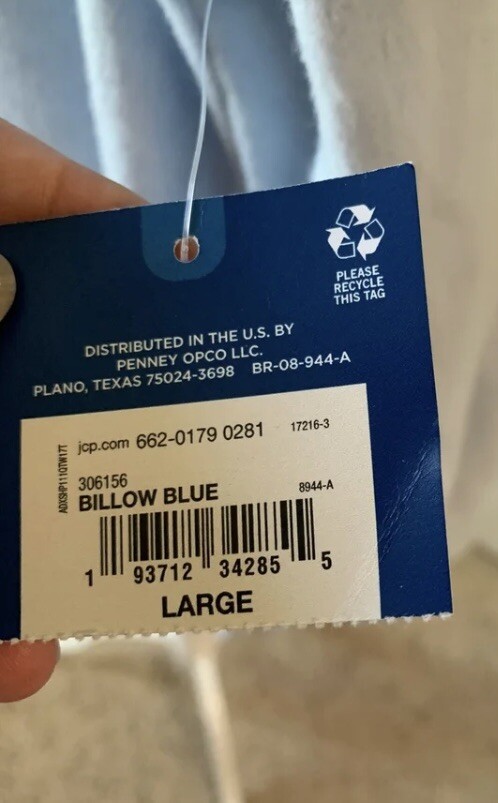 PLEASE
RECYCLE
THIS TAG
DISTRIBUTED IN THE U.S. BY
PENNEY OPCO LLC.
PLANO, TEXAS 75024-3698 BR-08-944-A
jcp.com 662-0179 0281 17216-3
306156
BILLOW BLUE 8944-A
1 93712 34285 5
LARGE